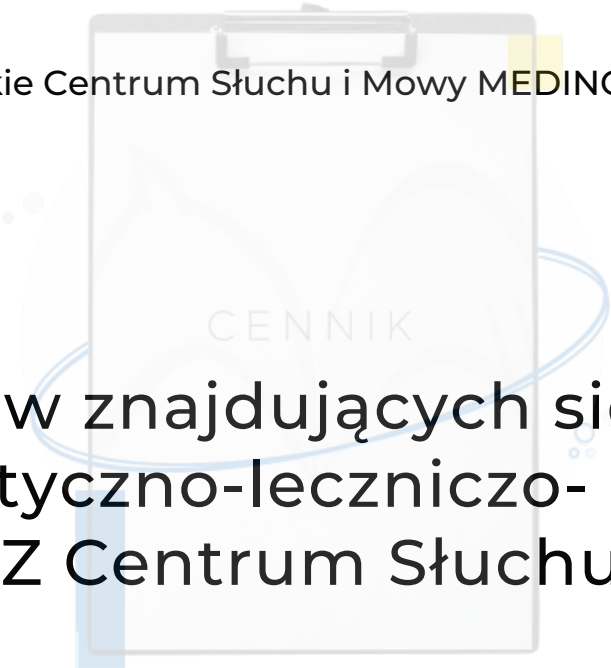 kie Centrum Słuchu i Mowy MEDINC
CENNIK
w znajdujących się
tyczno-leczniczo-
Z Centrum Słuchu